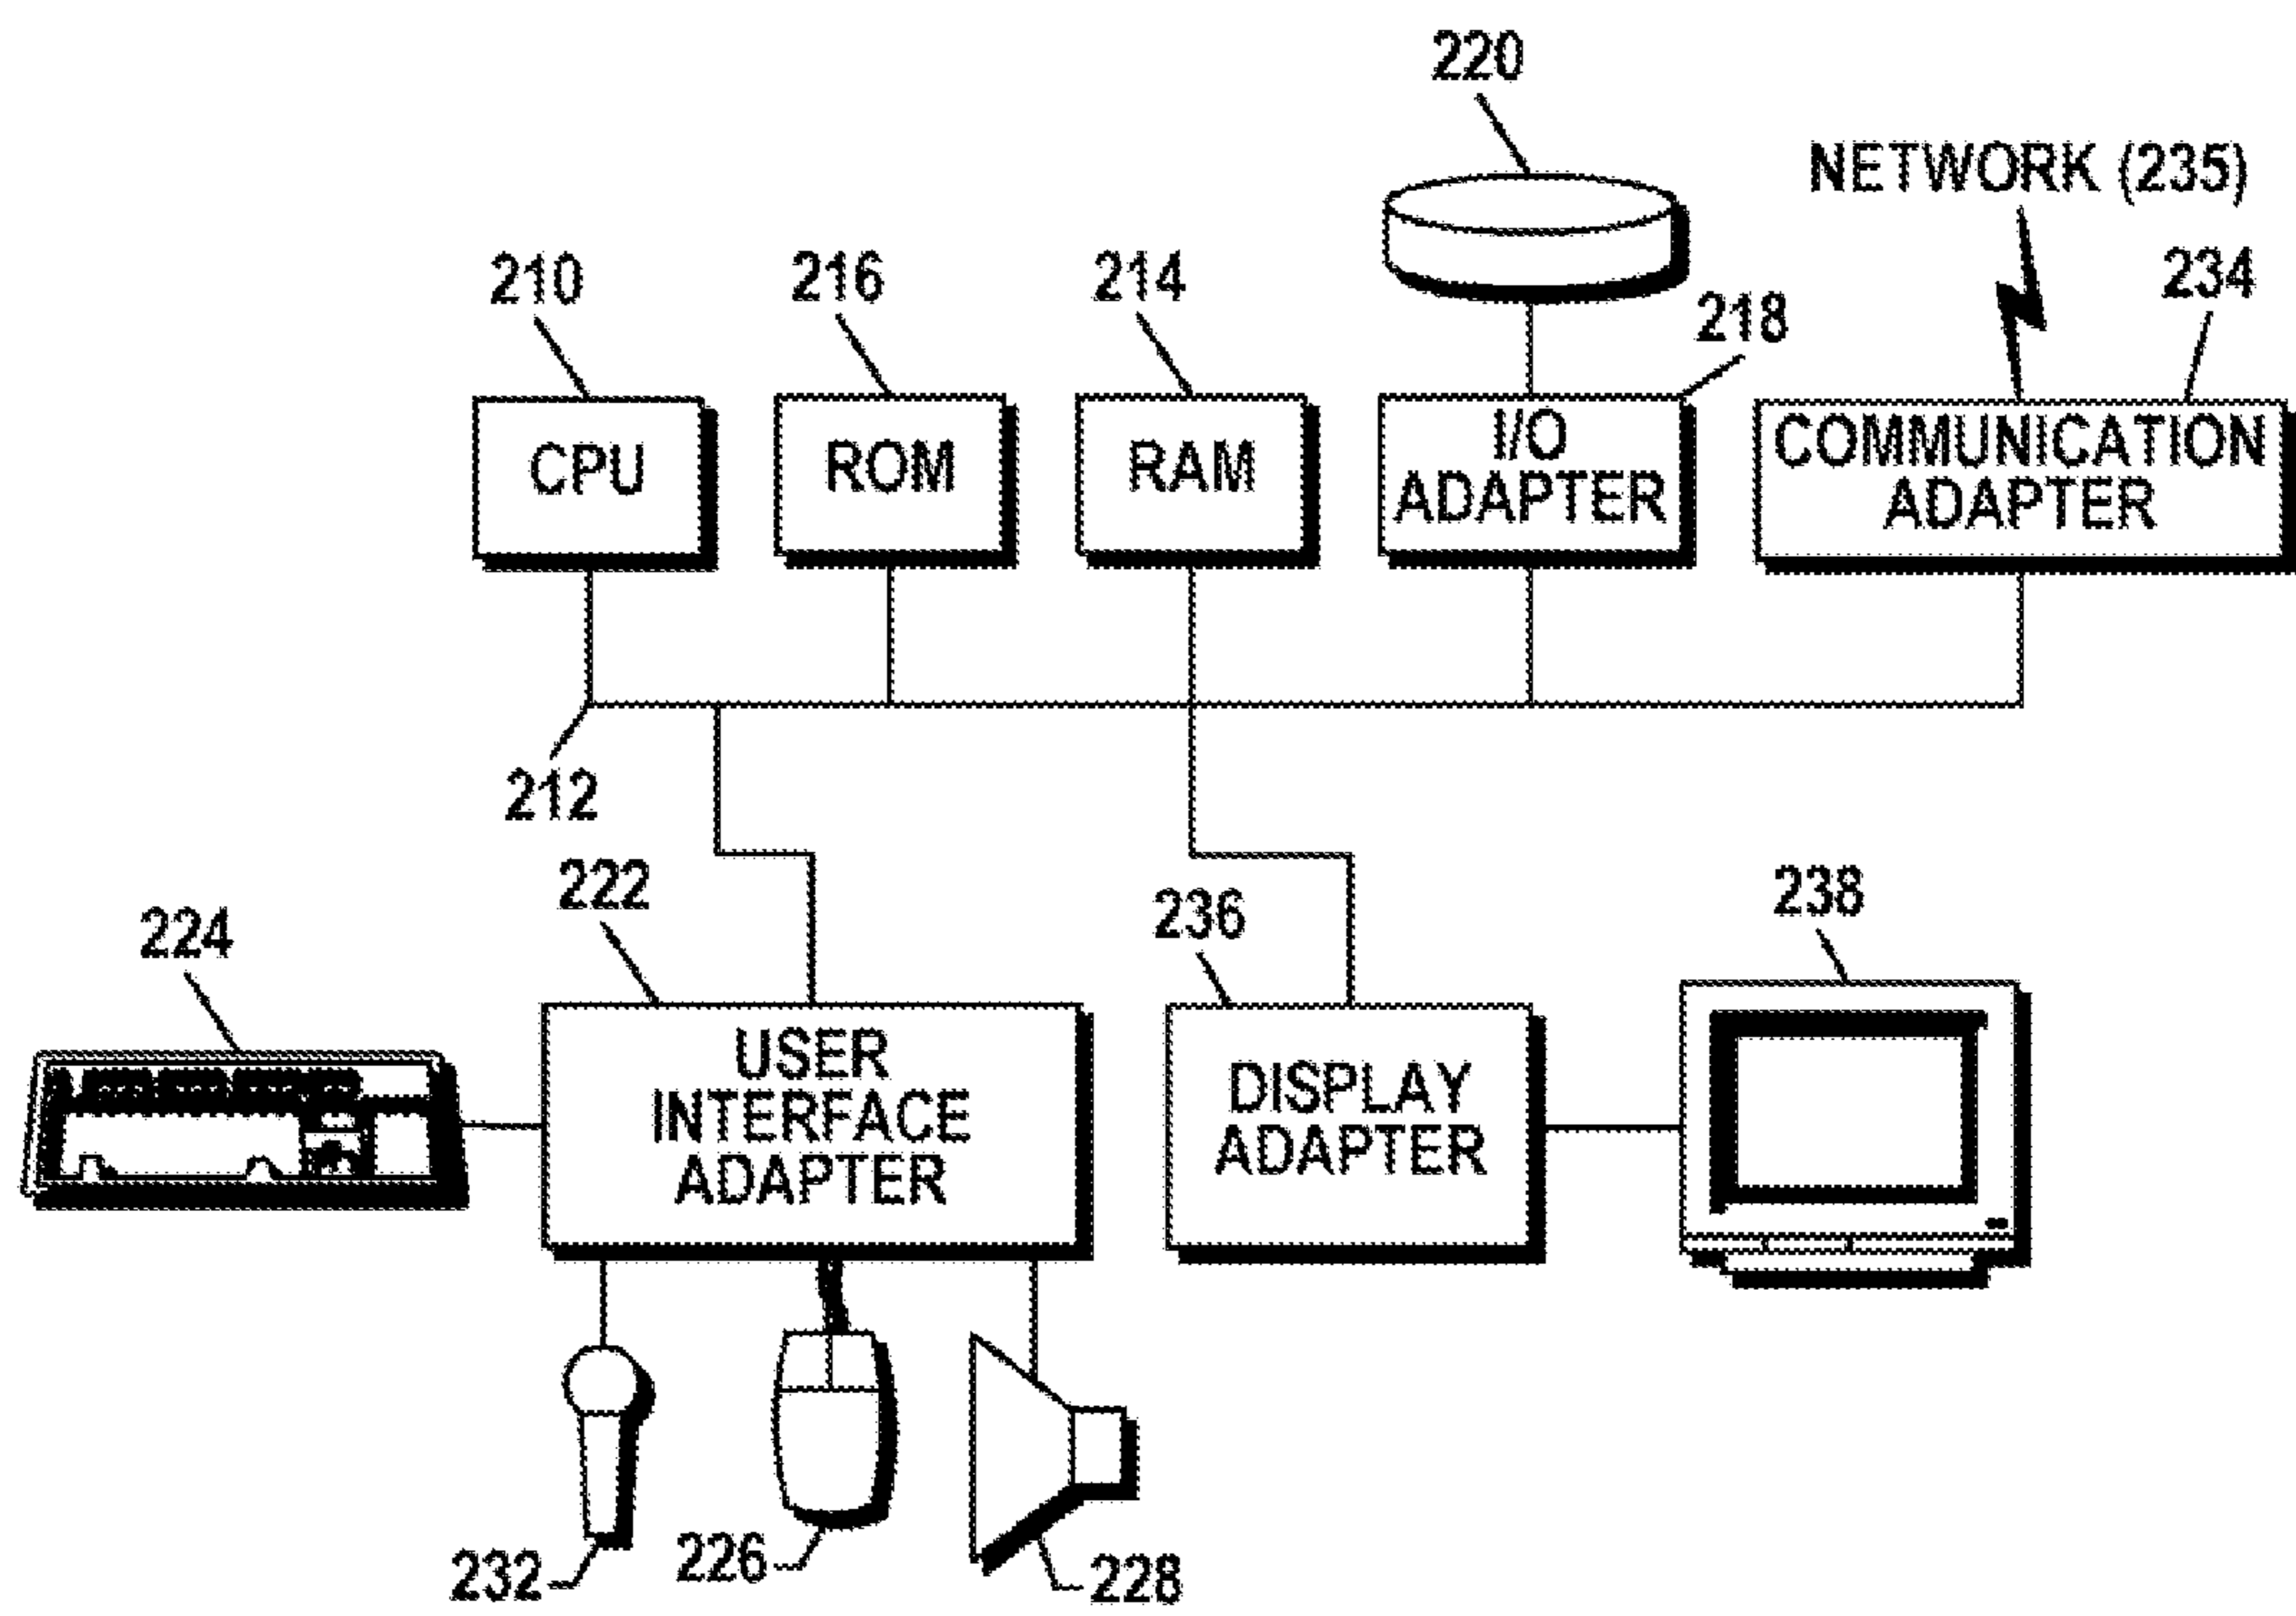 220
NETWORK (235)
210
216
214
218
234
CPU
ROM
RAM
I/O
ADAPTER
COMMUNICATION
ADAPTER
212
222
236
238
224
USER
INTERFACE
ADAPTER
DISPLAY
ADAPTER
232
226
228